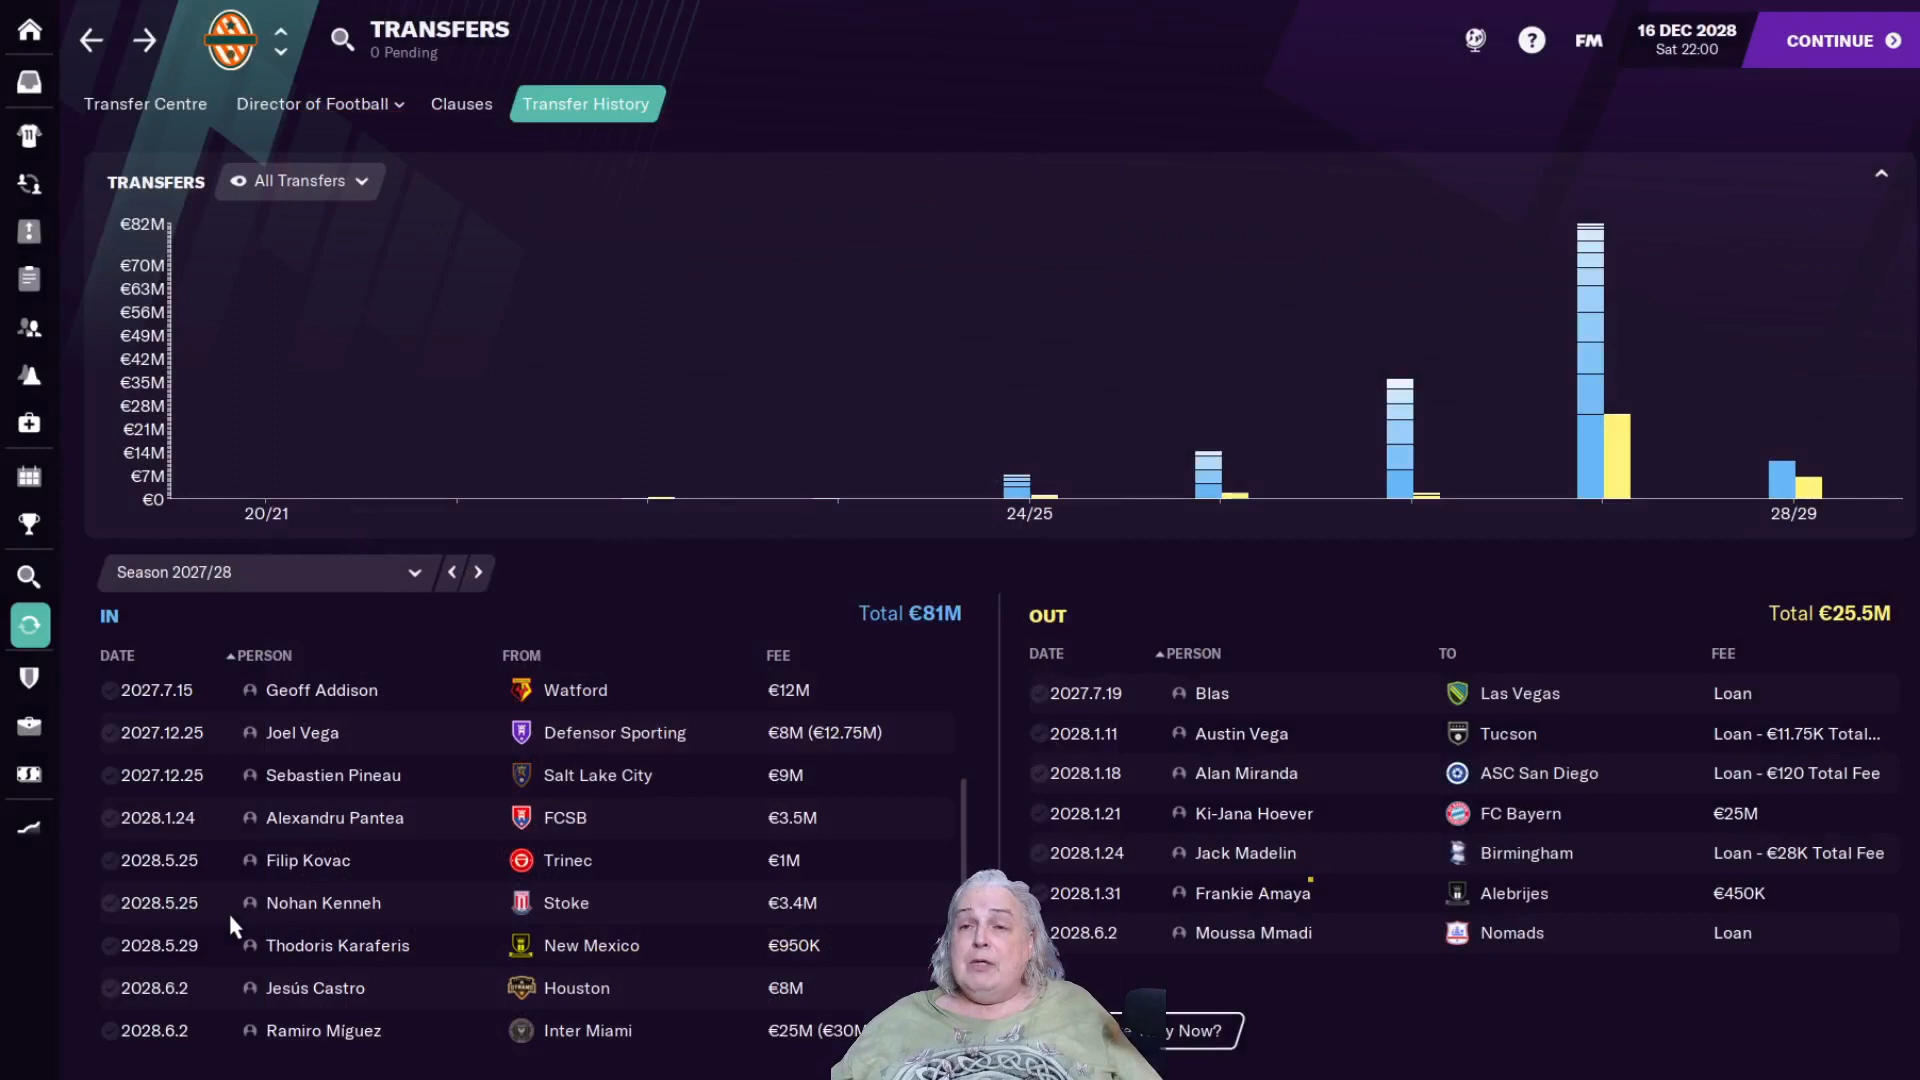 TRANSFERS
0 Pending
FM
16 DEC 2028
Sat 22:00
CONTINUE
Transfer Centre
Director of Football
Clauses
Transfer History
TRANSFERS
All Transfers
€82M
€70M
€63M
€56M
€49M
€42M
€35M
€28M
€21M
€14M
€7M
€0
20/21
24/25
28/29
Season 2027/28
IN
Total €81M
DATE PERSON FROM FEE
2027.7.15 Geoff Addison Watford €12M
2027.12.25 Joel Vega Defensor Sporting €8M (€12.75M)
2027.12.25 Sebastien Pineau Salt Lake City €9M
2028.1.24 Alexandru Pantea FCSB €3.5M
2028.5.25 Filip Kovac Trinec €1M
2028.5.25 Nohan Kenneh Stoke €3.4M
2028.5.29 Thodoris Karaferis New Mexico €950K
2028.6.2 Jesús Castro Houston €8M
2028.6.2 Ramiro Míguez Inter Miami €25M (€30M
OUT
Total €25.5M
DATE PERSON TO FEE
2027.7.19 Blas Las Vegas Loan
2028.1.11 Austin Vega Tucson Loan - €11.75K Total...
2028.1.18 Alan Miranda ASC San Diego Loan - €120 Total Fee
2028.1.21 Ki-Jana Hoever FC Bayern €25M
2028.1.24 Jack Madelin Birmingham Loan - €28K Total Fee
2028.1.31 Frankie Amaya Alebrijes €450K
2028.6.2 Moussa Mmadi Nomads Loan
Now?